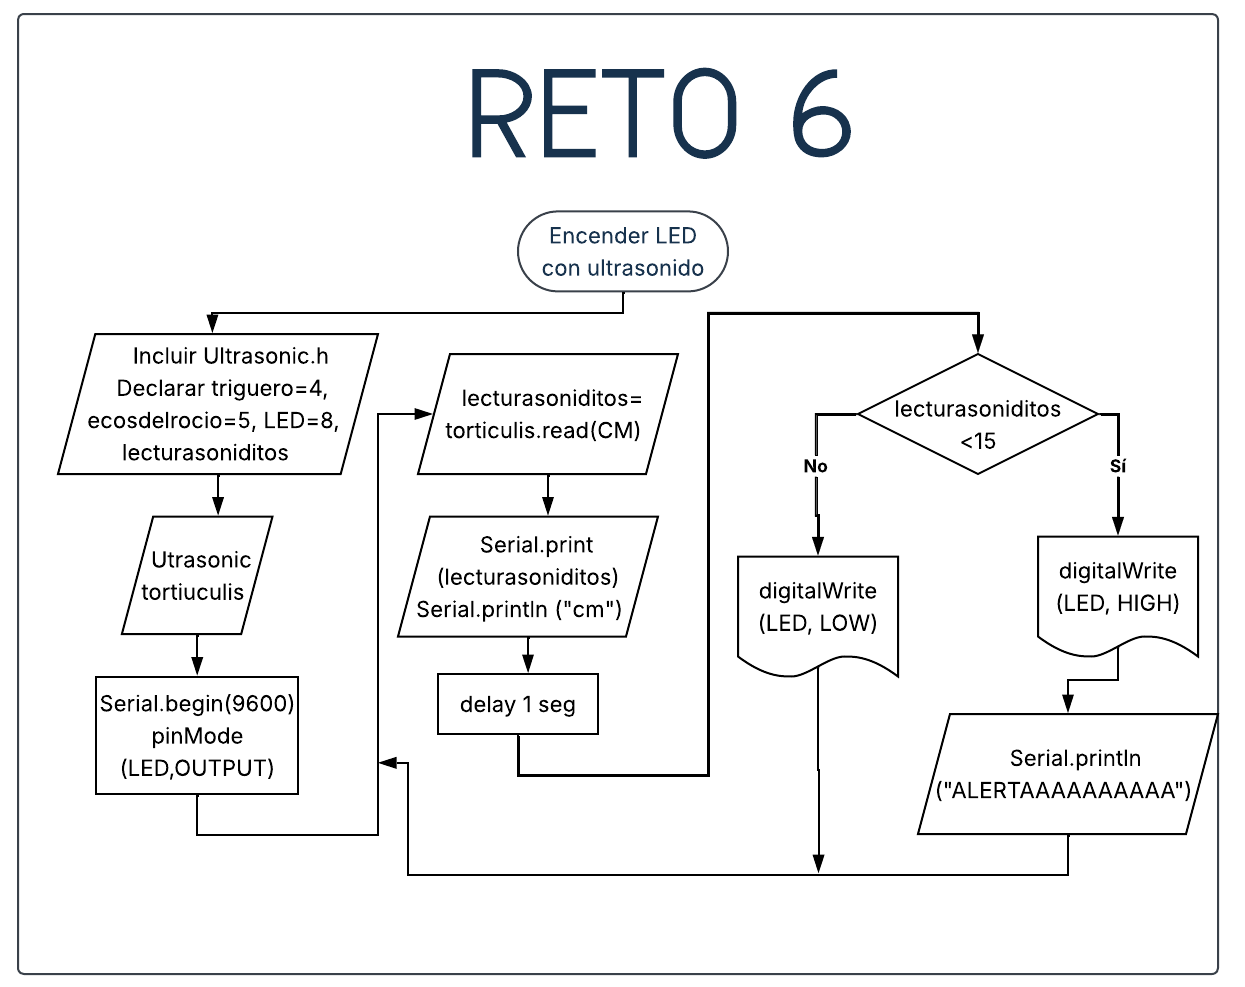 RETO 6
Encender LED
con ultrasonido
Incluir Ultrasonic.h
Declarar triguero=4,
ecosdelrocio=5, LED=8,
lecturasoniditos
Utrasonic
tortiuculis
Serial.begin(9600)
pinMode
(LED,OUTPUT)
lecturasoniditos=
torticulis.read(CM)
Serial.print
(lecturasoniditos)
Serial.println ("cm")
delay 1 seg
lecturasoniditos
<15
No
Sí
digitalWrite
(LED, LOW)
digitalWrite
(LED, HIGH)
Serial.println
("ALERTAAAAAAAAAA")